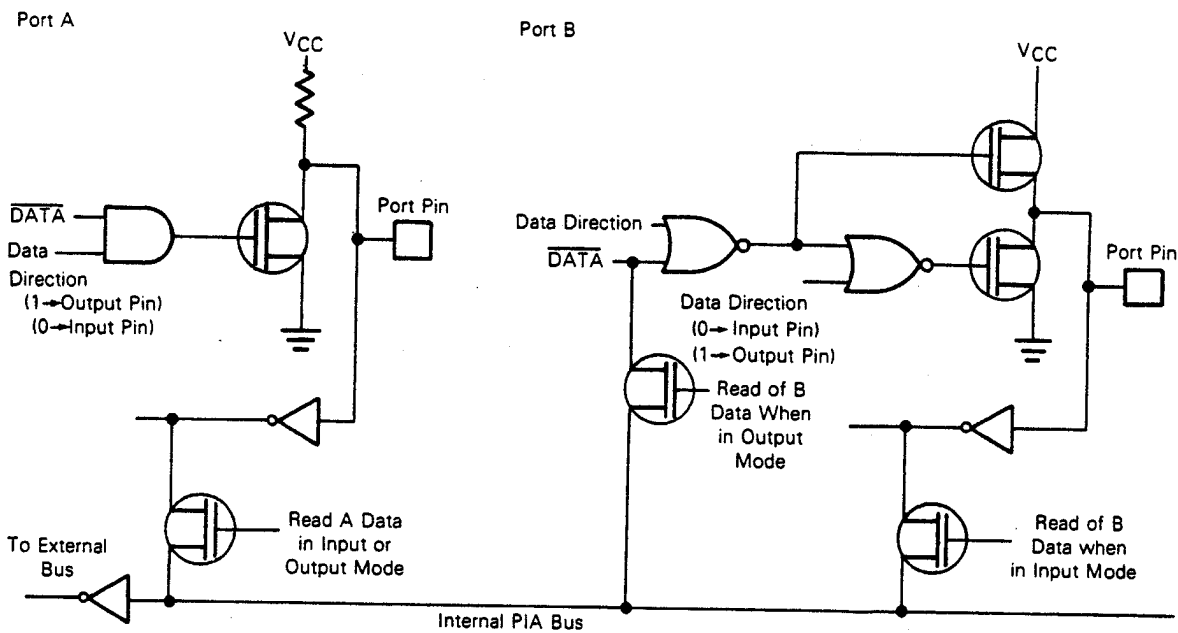 Port A
VCC
DATA
Data
Direction
(1→Output Pin)
(0→Input Pin)
Port Pin
Read A Data
in Input or
Output Mode
To External
Bus
Internal PIA Bus
Port B
VCC
Data Direction
DATA
Data Direction
(0→Input Pin)
(1→Output Pin)
Port Pin
Read of B
Data When
in Output
Mode
Read of B
Data when
in Input Mode